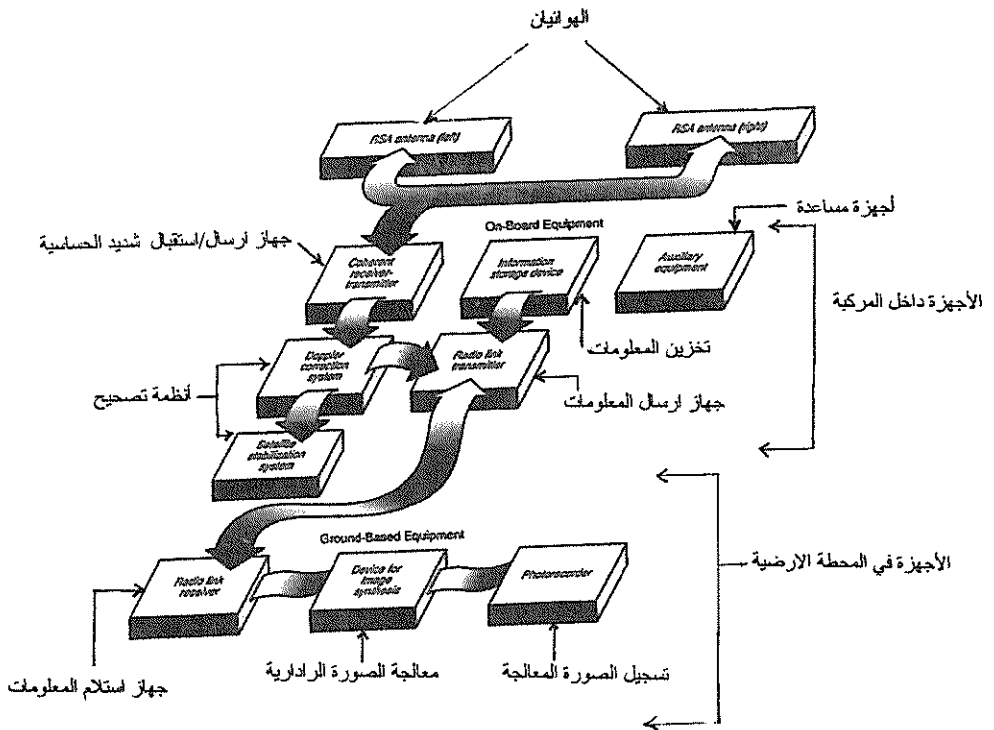 الهوائيان
RSA antenna (left)
RSA antenna (right)
أجهزة مساعدة
On-Board Equipment
جهاز ارسال/استقبال شديد الحساسية
Coherent
receiver-
transmitter
Information
storage device
Auxiliary
equipment
الأجهزة داخل المركبة
تخزين المعلومات
Doppler
correction
system
Radio link
transmitter
أنظمة تصحيح
جهاز ارسال المعلومات
Satellite
stabilization
system
Ground-Based Equipment
الأجهزة في المحطة الارضية
Radio link
receiver
Device for
image
synthesis
Photorecorder
معالجة الصورة الرادارية
تسجيل الصورة المعالجة
جهاز استلام المعلومات